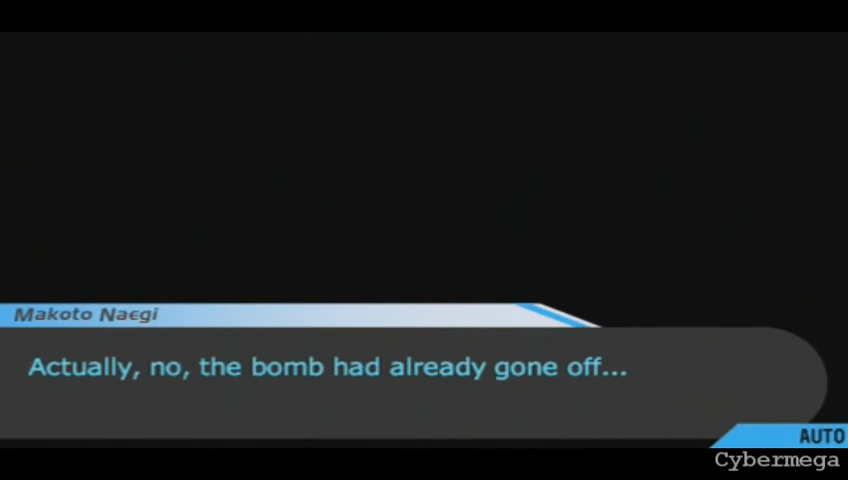 Makoto Naegi
Actually, no, the bomb had already gone off...
AUTO
Cybermega